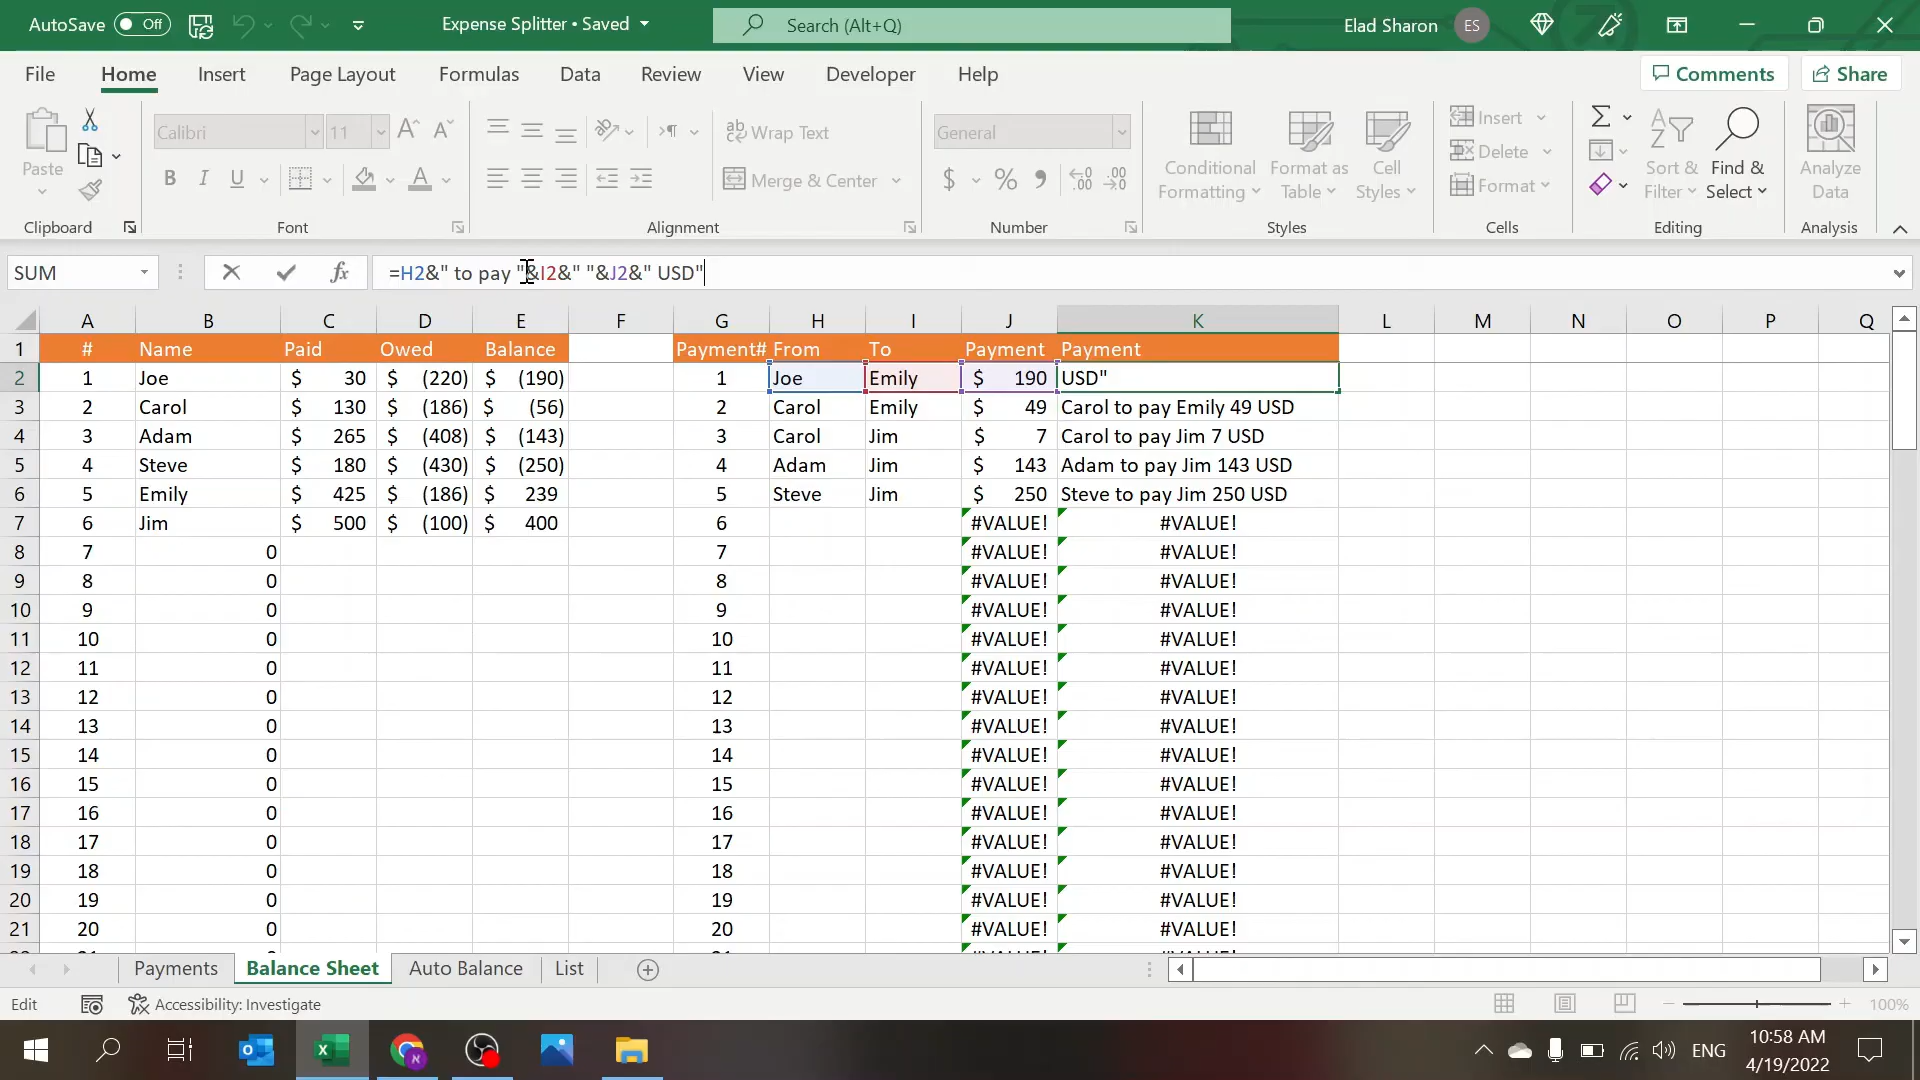 AutoSave Off Expense Splitter • Saved Search (Alt+Q) Elad Sharon ES
File Home Insert Page Layout Formulas Data Review View Developer Help Comments Share
Paste Calibri 11 Wrap Text General Conditional Formatting Format as Table Cell Styles Insert Delete Format Sort & Filter Find & Select Analyze Data
Merge & Center
Clipboard Font Alignment Number Styles Cells Editing Analysis
SUM =H2&" to pay "&I2&" "&J2&" USD"
A B C D E F G H I J K L M N O P Q
1 # Name Paid Owed Balance Payment# From To Payment Payment
2 1 Joe $ 30 $ (220) $ (190) 1 Joe Emily $ 190 USD"
3 2 Carol $ 130 $ (186) $ (56) 2 Carol Emily $ 49 Carol to pay Emily 49 USD
4 3 Adam $ 265 $ (408) $ (143) 3 Carol Jim $ 7 Carol to pay Jim 7 USD
5 4 Steve $ 180 $ (430) $ (250) 4 Adam Jim $ 143 Adam to pay Jim 143 USD
6 5 Emily $ 425 $ (186) $ 239 5 Steve Jim $ 250 Steve to pay Jim 250 USD
7 6 Jim $ 500 $ (100) $ 400 6 #VALUE! #VALUE!
8 7 0 7 #VALUE! #VALUE!
9 8 0 8 #VALUE! #VALUE!
10 9 0 9 #VALUE! #VALUE!
11 10 0 10 #VALUE! #VALUE!
12 11 0 11 #VALUE! #VALUE!
13 12 0 12 #VALUE! #VALUE!
14 13 0 13 #VALUE! #VALUE!
15 14 0 14 #VALUE! #VALUE!
16 15 0 15 #VALUE! #VALUE!
17 16 0 16 #VALUE! #VALUE!
18 17 0 17 #VALUE! #VALUE!
19 18 0 18 #VALUE! #VALUE!
20 19 0 19 #VALUE! #VALUE!
21 20 0 20 #VALUE! #VALUE!
Payments Balance Sheet Auto Balance List
Edit Accessibility: Investigate 100%
ENG 10:58 AM
4/19/2022